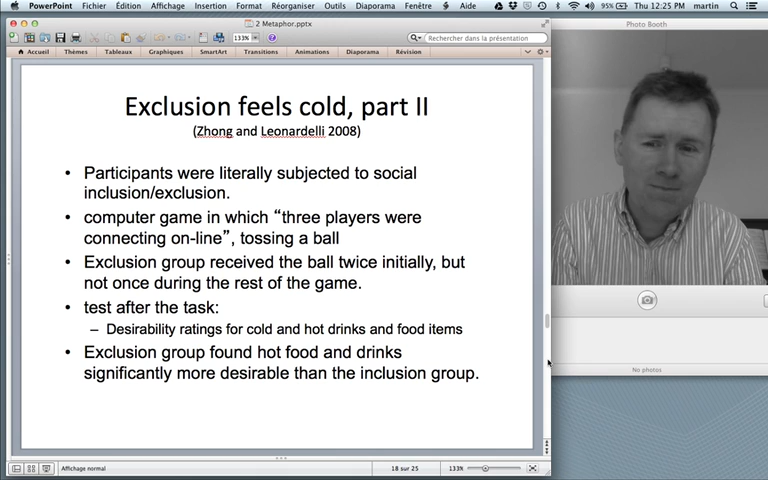 PowerPoint Fichier Édition Affichage Insertion Format Réorganiser Outils Diaporama Fenêtre Aide 95% Thu 12:25 PM martin
2 Metaphor.pptx
Photo Booth
133% Rechercher dans la présentation
Accueil Thèmes Tableaux Graphiques SmartArt Transitions Animations Diaporama Révision
Exclusion feels cold, part II
(Zhong and Leonardelli 2008)
• Participants were literally subjected to social
inclusion/exclusion.
• computer game in which “three players were
connecting on-line”, tossing a ball
• Exclusion group received the ball twice initially, but
not once during the rest of the game.
• test after the task:
– Desirability ratings for cold and hot drinks and food items
• Exclusion group found hot food and drinks
significantly more desirable than the inclusion group.
No photos
Affichage normal 18 sur 25 133%